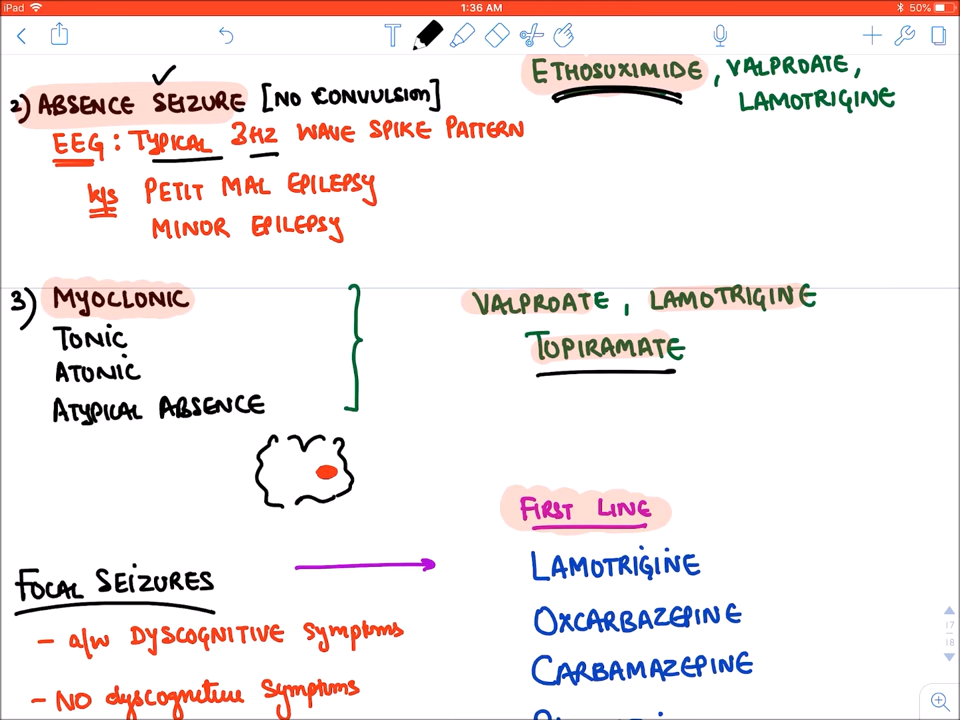 iPad
1:36 AM
50%
T
2) ABSENCE SEIZURE [NO CONVULSION]
ETHOSUXIMIDE, VALPROATE,
LAMOTRIGINE
EEG: TYPICAL 3HZ WAVE SPIKE PATTERN
k/s PETIT MAL EPILEPSY
MINOR EPILEPSY
3) MYOCLONIC
TONIC
ATONIC
ATYPICAL ABSENCE
VALPROATE, LAMOTRIGINE
TOPIRAMATE
FIRST LINE
FOCAL SEIZURES
LAMOTRIGINE
OXCARBAZEPINE
CARBAMAZEPINE
- a/w DYSCOGNITIVE Symptoms
- NO dyscognitive Symptoms
17
18